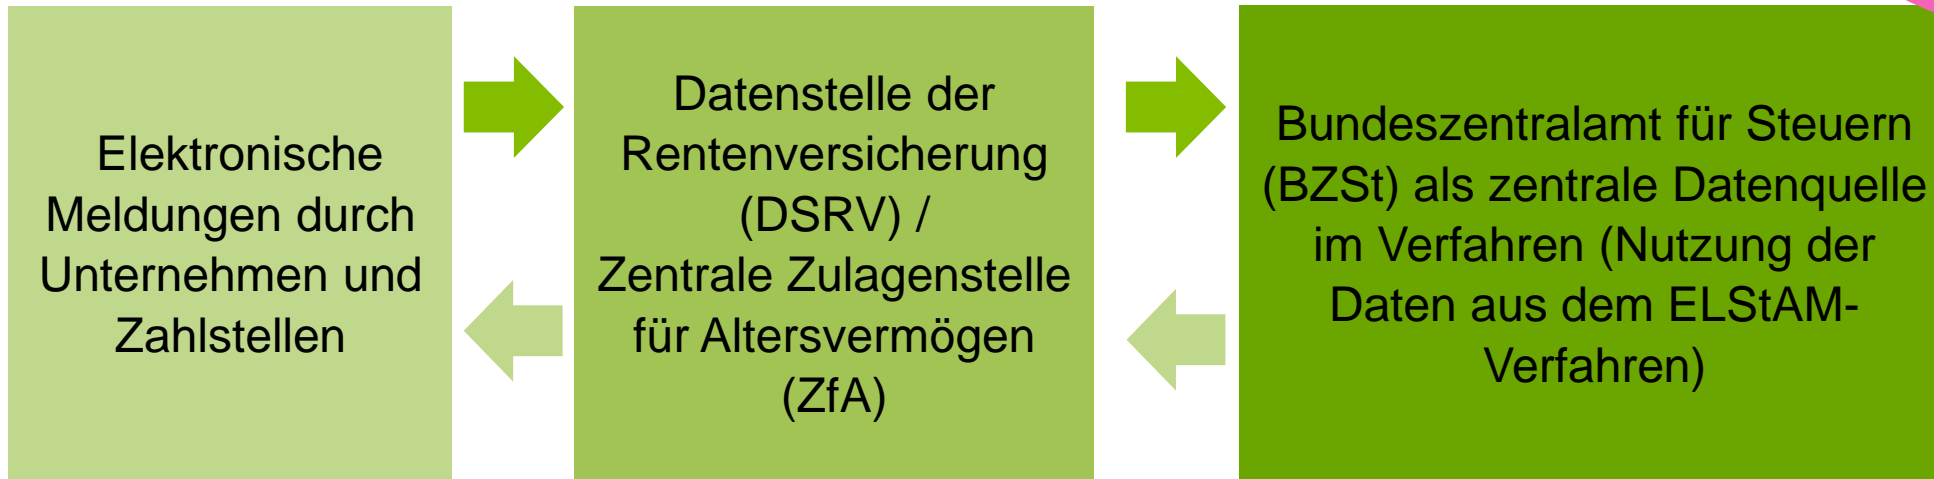 Elektronische
Meldungen durch
Unternehmen und
Zahlstellen
Datenstelle der
Rentenversicherung
(DSRV) /
Zentrale Zulagenstelle
für Altersvermögen
(ZfA)
Bundeszentralamt für Steuern
(BZSt) als zentrale Datenquelle
im Verfahren (Nutzung der
Daten aus dem ELStAM-
Verfahren)